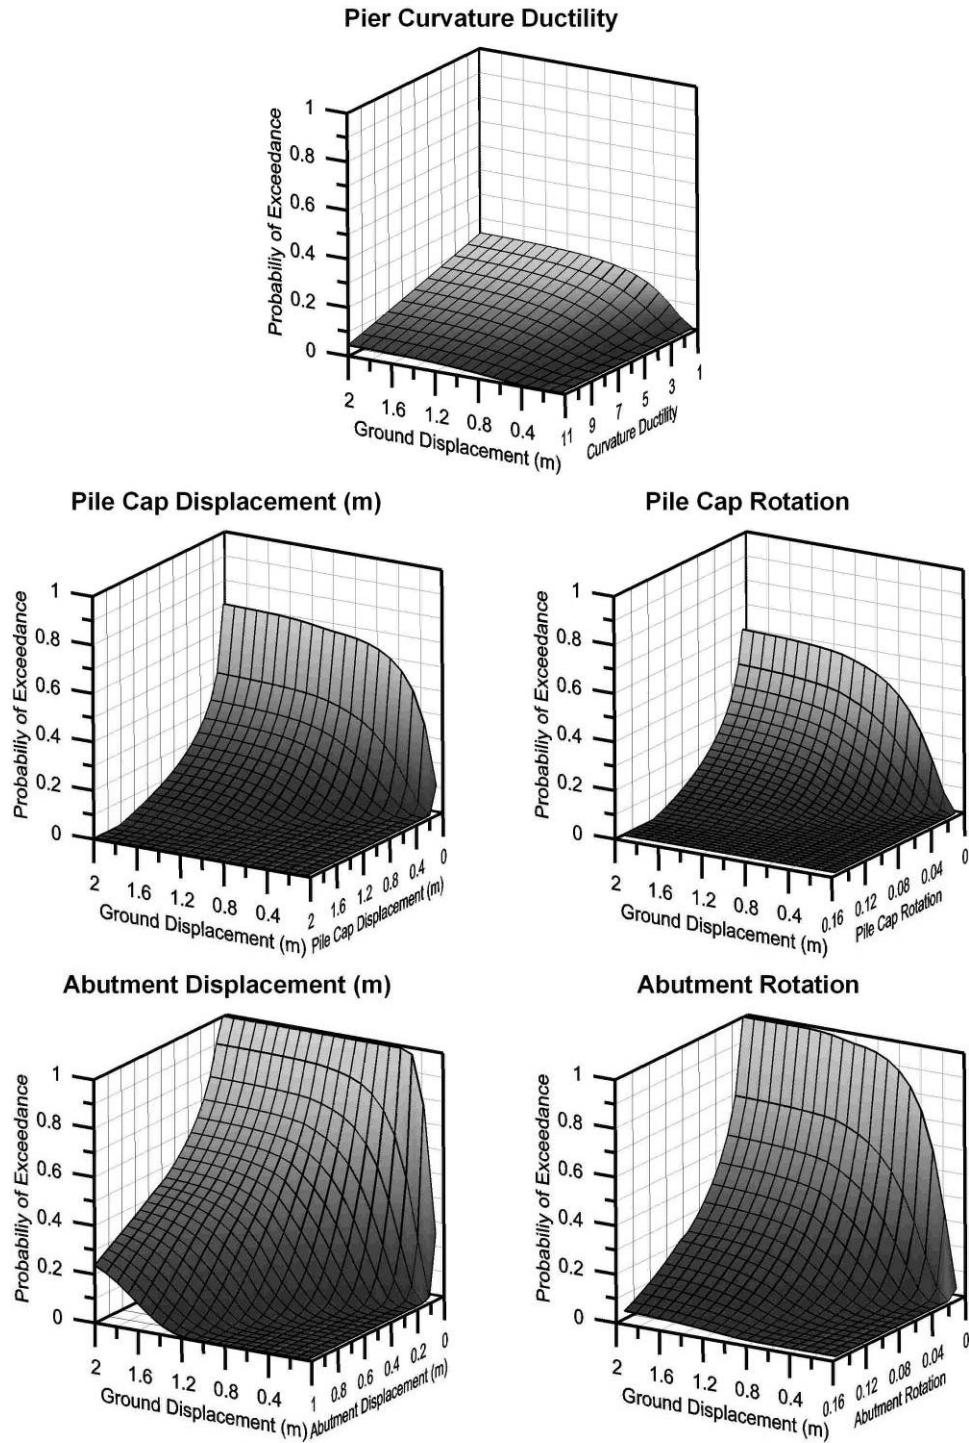 Pier Curvature Ductility
Probabiliy of Exceedance
1
0.8
0.6
0.4
0.2
0
2 1.6 1.2 0.8 0.4
Ground Displacement (m)
11 9 7 5 3 1
Curvature Ductility
Pile Cap Displacement (m)
Probabiliy of Exceedance
1
0.8
0.6
0.4
0.2
0
2 1.6 1.2 0.8 0.4
Ground Displacement (m)
2 1.6 1.2 0.8 0.4 0
Pile Cap Displacement (m)
Pile Cap Rotation
Probabiliy of Exceedance
1
0.8
0.6
0.4
0.2
0
2 1.6 1.2 0.8 0.4
Ground Displacement (m)
0.16 0.12 0.08 0.04 0
Pile Cap Rotation
Abutment Displacement (m)
Probabiliy of Exceedance
1
0.8
0.6
0.4
0.2
0
2 1.6 1.2 0.8 0.4
Ground Displacement (m)
1 0.8 0.6 0.4 0.2 0
Abutment Displacement (m)
Abutment Rotation
Probabiliy of Exceedance
1
0.8
0.6
0.4
0.2
0
2 1.6 1.2 0.8 0.4
Ground Displacement (m)
0.16 0.12 0.08 0.04 0
Abutment Rotation